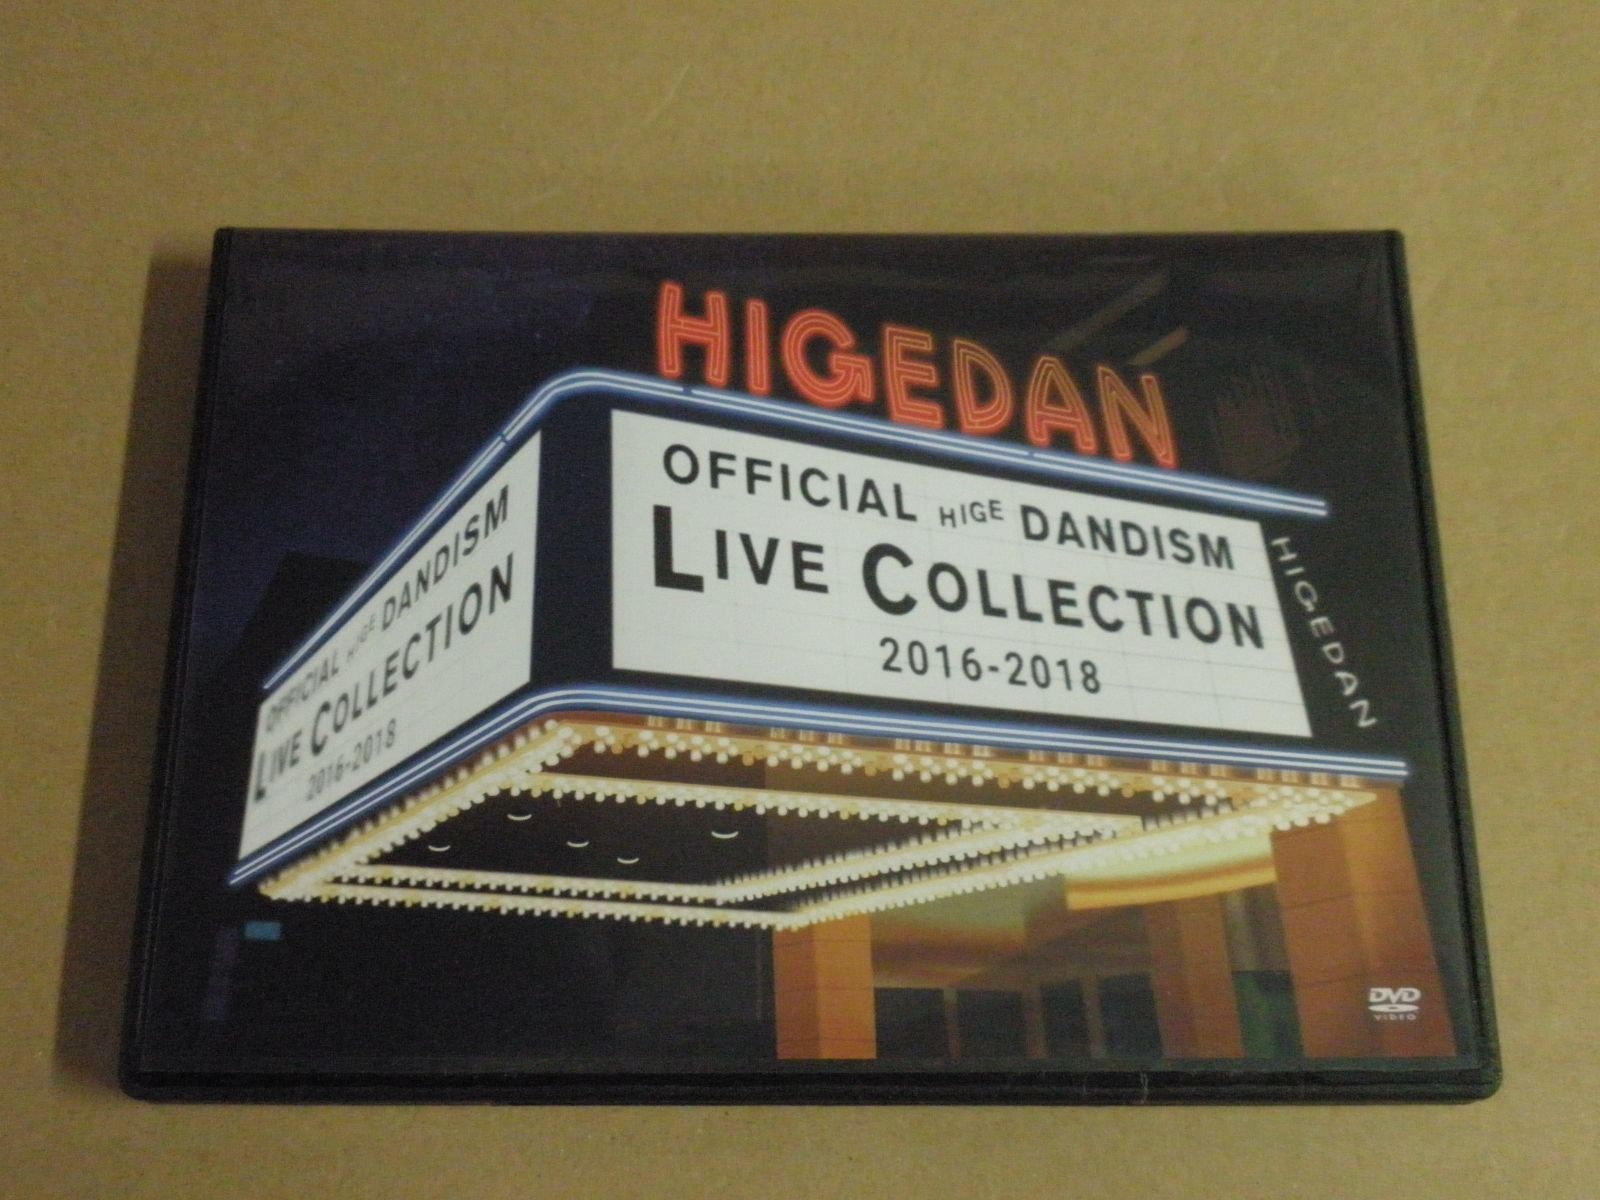 HIGEDAN
OFFICIAL HIGE DANDISM
LIVE COLLECTION
2016-2018
OFFICIAL HIGE DANDISM
LIVE COLLECTION
2016-2018
HIGEDAN
DVD
VIDEO